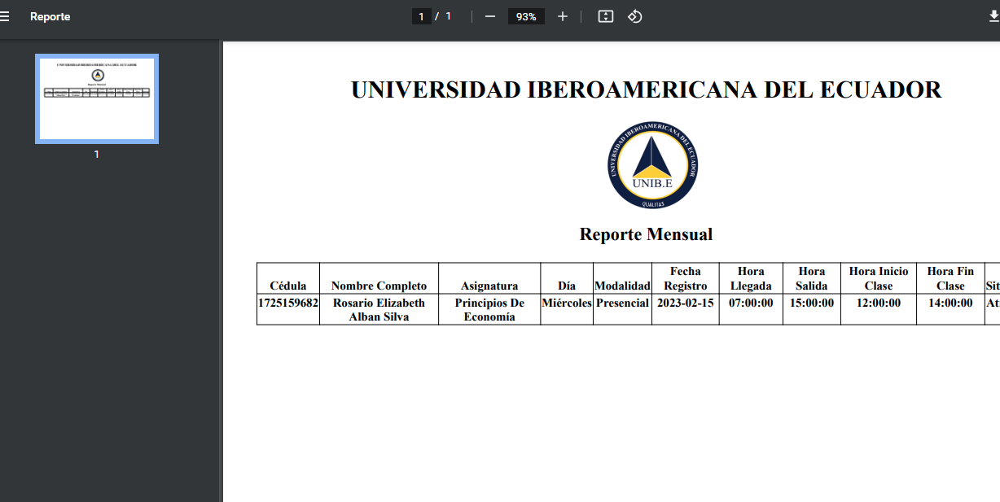 Reporte
1 / 1
93%
1
UNIVERSIDAD IBEROAMERICANA DEL ECUADOR
UNIVERSIDAD IBEROAMERICANA DEL ECUADOR
UNIB.E
QUALITAS
Reporte Mensual
Cédula Nombre Completo Asignatura Día Modalidad Fecha Registro Hora Llegada Hora Salida Hora Inicio Clase Hora Fin Clase Sit
1725159682 Rosario Elizabeth Alban Silva Principios De Economía Miércoles Presencial 2023-02-15 07:00:00 15:00:00 12:00:00 14:00:00